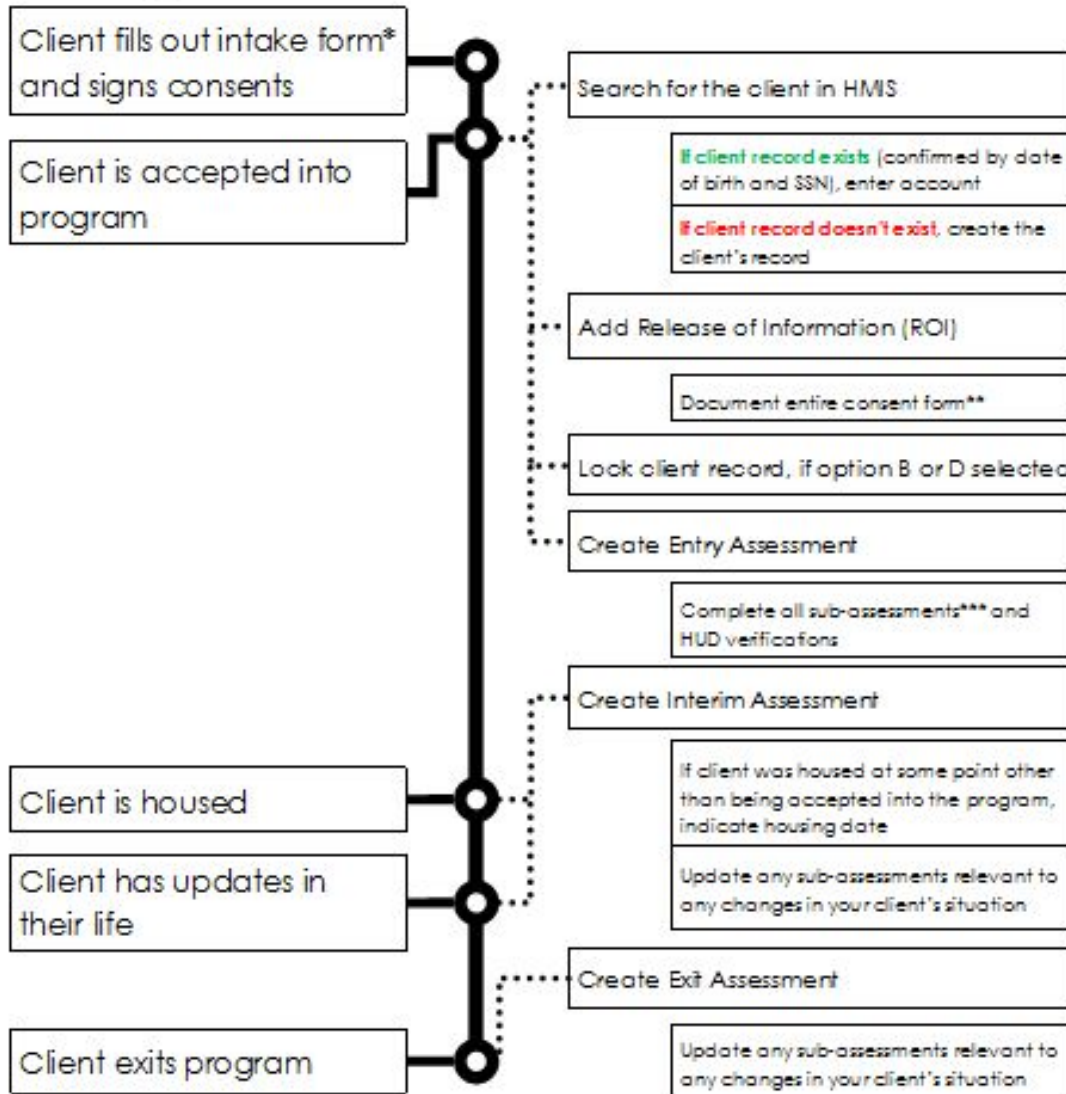 Client fills out intake form*
and signs consents
Search for the client in HMIS
If client record exists (confirmed by date
of birth and SSN), enter account
Client is accepted into
program
If client record doesn't exist, create the
client's record
Add Release of Information (ROI)
Document entire consent form**
Lock client record, if option B or D selected
Create Entry Assessment
Complete all sub-assessments*** and
HUD verifications
Create Interim Assessment
Client is housed
If client was housed at some point other
than being accepted into the program,
indicate housing date
Client has updates in
their life
Update any sub-assessments relevant to
any changes in your client's situation
Create Exit Assessment
Client exits program
Update any sub-assessments relevant to
any changes in your client's situation